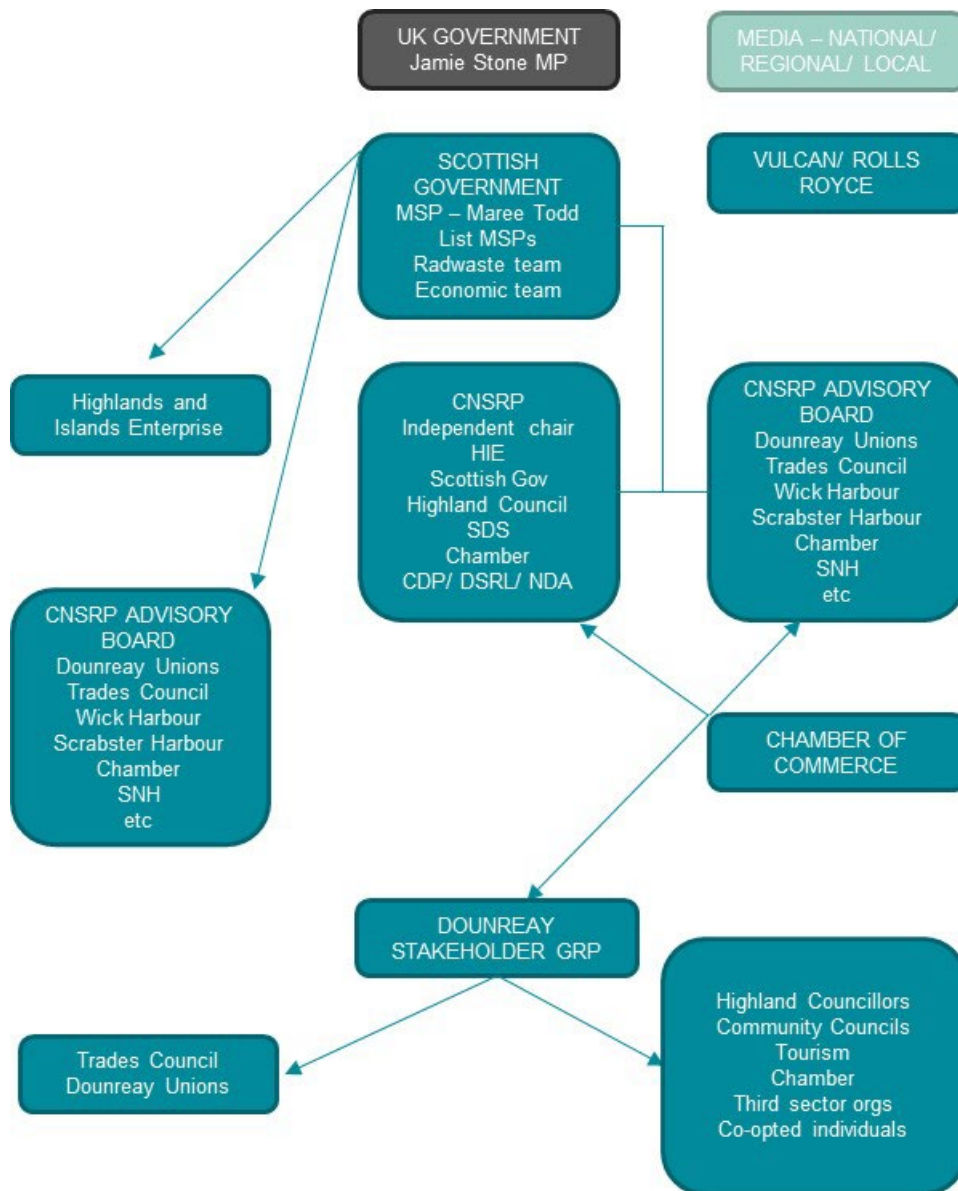 UK GOVERNMENT
Jamie Stone MP
MEDIA – NATIONAL/
REGIONAL/ LOCAL
SCOTTISH
GOVERNMENT
MSP – Maree Todd
List MSPs
Radwaste team
Economic team
VULCAN/ ROLLS
ROYCE
Highlands and
Islands Enterprise
CNSRP
Independent chair
HIE
Scottish Gov
Highland Council
SDS
Chamber
CDP/ DSRL/ NDA
CNSRP ADVISORY
BOARD
Dounreay Unions
Trades Council
Wick Harbour
Scrabster Harbour
Chamber
SNH
etc
CNSRP ADVISORY
BOARD
Dounreay Unions
Trades Council
Wick Harbour
Scrabster Harbour
Chamber
SNH
etc
CHAMBER OF
COMMERCE
DOUNREAY
STAKEHOLDER GRP
Trades Council
Dounreay Unions
Highland Councillors
Community Councils
Tourism
Chamber
Third sector orgs
Co-opted individuals